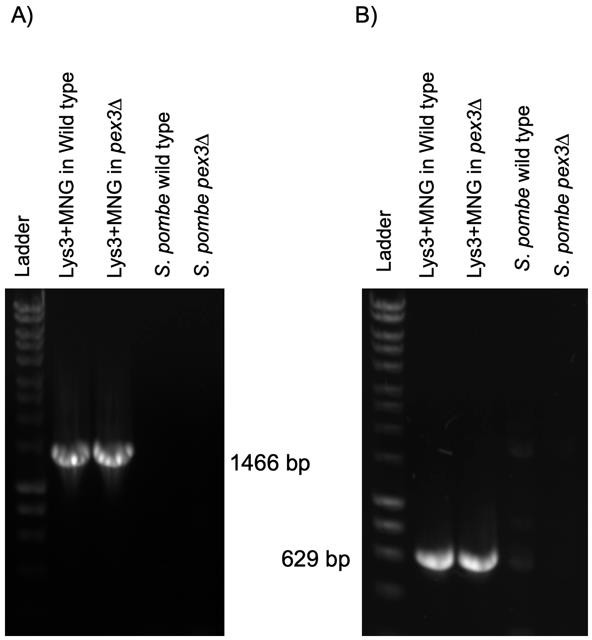 A)
Ladder
Lys3+MNG in Wild type
Lys3+MNG in pex3Δ
S. pombe wild type
S. pombe pex3Δ
1466 bp
B)
Ladder
Lys3+MNG in Wild type
Lys3+MNG in pex3Δ
S. pombe wild type
S. pombe pex3Δ
629 bp